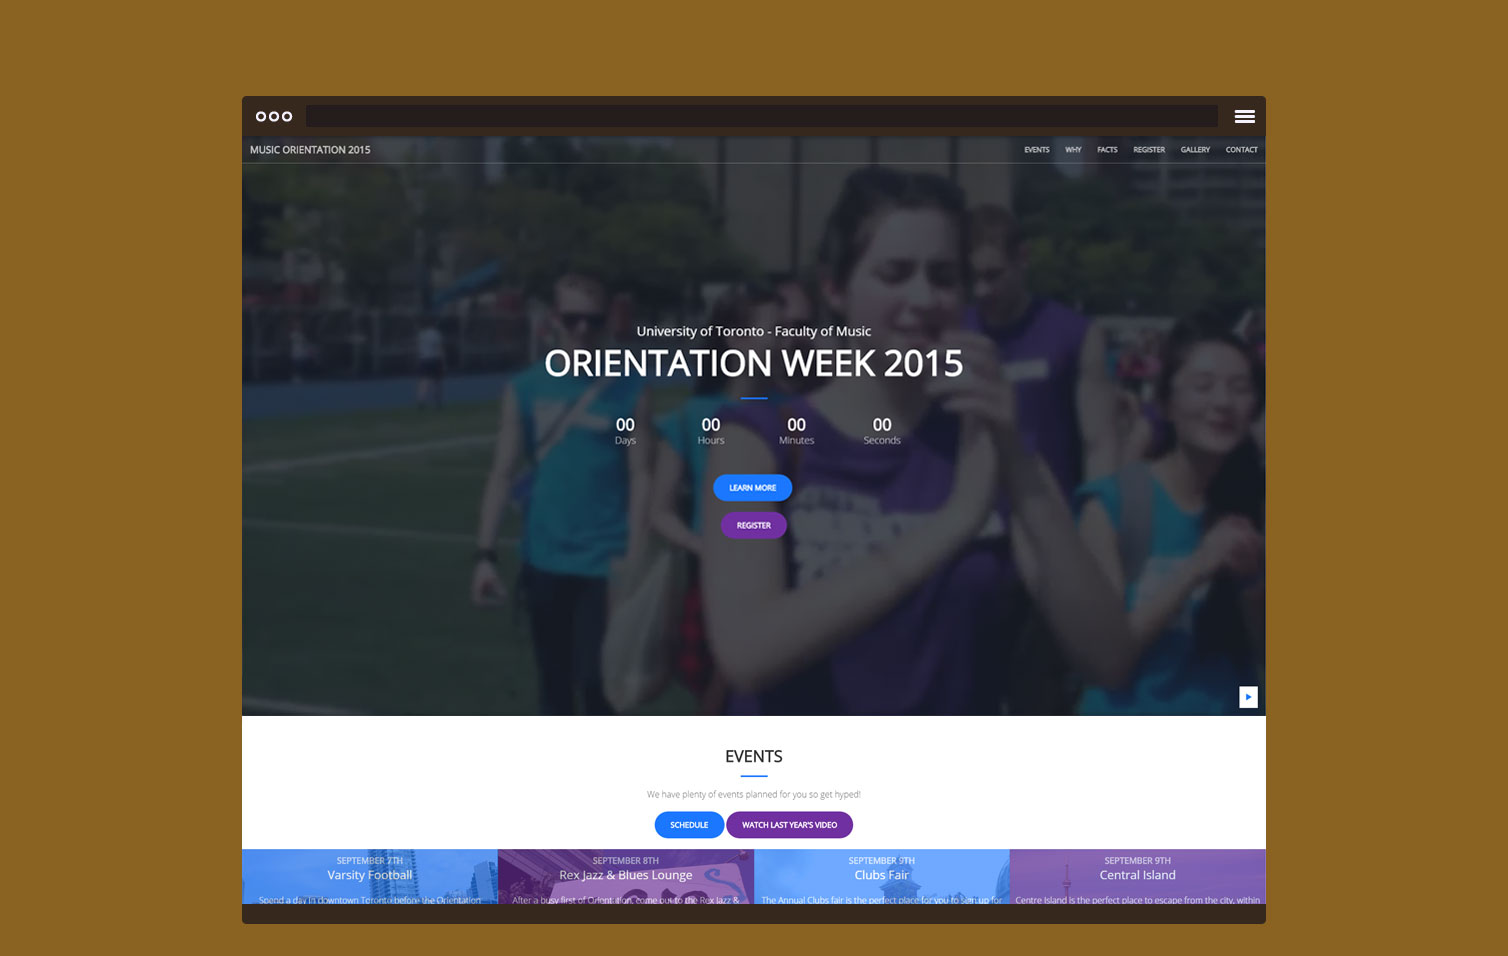 MUSIC ORIENTATION 2015
EVENTS WHY FACTS REGISTER GALLERY CONTACT
University of Toronto - Faculty of Music
ORIENTATION WEEK 2015
00 00 00 00
Days Hours Minutes Seconds
LEARN MORE
REGISTER
EVENTS
We have plenty of events planned for you so get hyped!
SCHEDULE WATCH LAST YEAR'S VIDEO
SEPTEMBER 7TH
Varsity Football
Spend a day in downtown Toronto before the Orientation
SEPTEMBER 8TH
Rex Jazz & Blues Lounge
After a busy first of Orientation, come out to the Rex Jazz &
SEPTEMBER 9TH
Clubs Fair
The Annual Clubs fair is the perfect place for you to sign up for
SEPTEMBER 9TH
Central Island
Centre Island is the perfect place to escape from the city, within